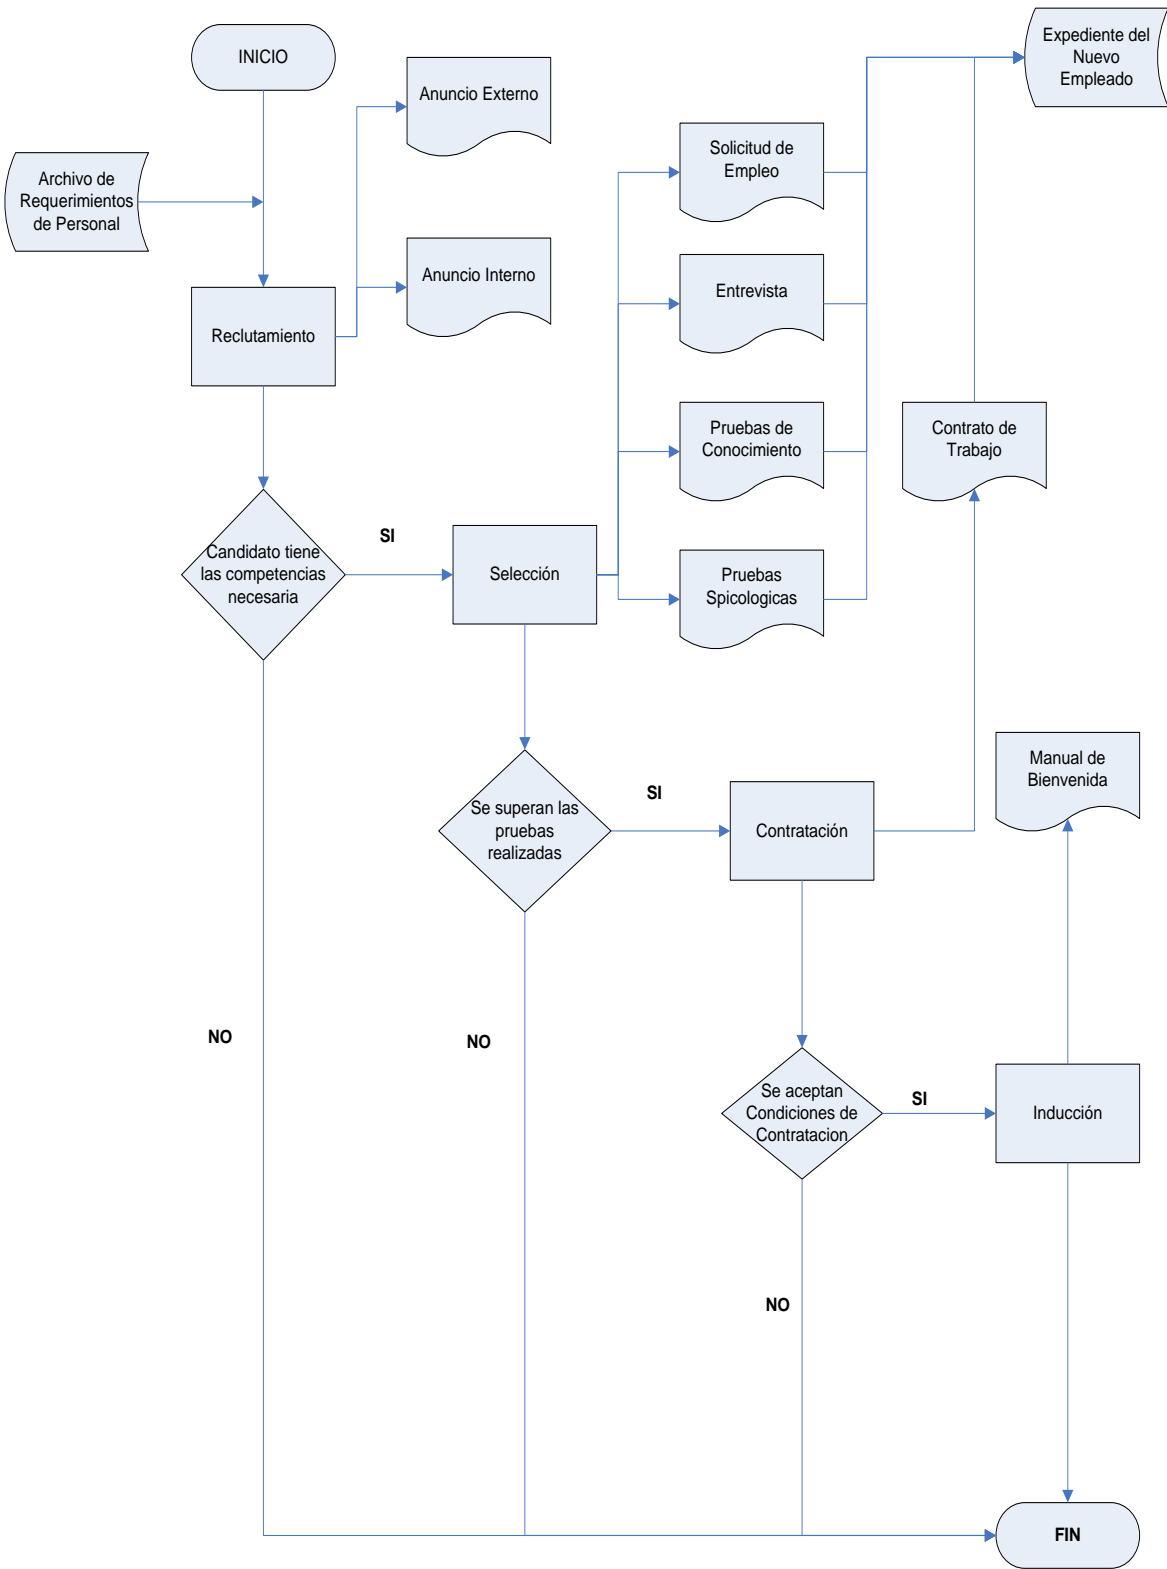 INICIO
Expediente del
Nuevo
Empleado
Anuncio Externo
Solicitud de
Empleo
Archivo de
Requerimientos
de Personal
Anuncio Interno
Entrevista
Reclutamiento
Pruebas de
Conocimiento
Contrato de
Trabajo
SI
Candidato tiene
las competencias
necesaria
Selección
Pruebas
Spicologicas
Manual de
Bienvenida
SI
Se superan las
pruebas
realizadas
Contratación
NO
NO
Se aceptan
Condiciones de
Contratacion
SI
Inducción
NO
FIN